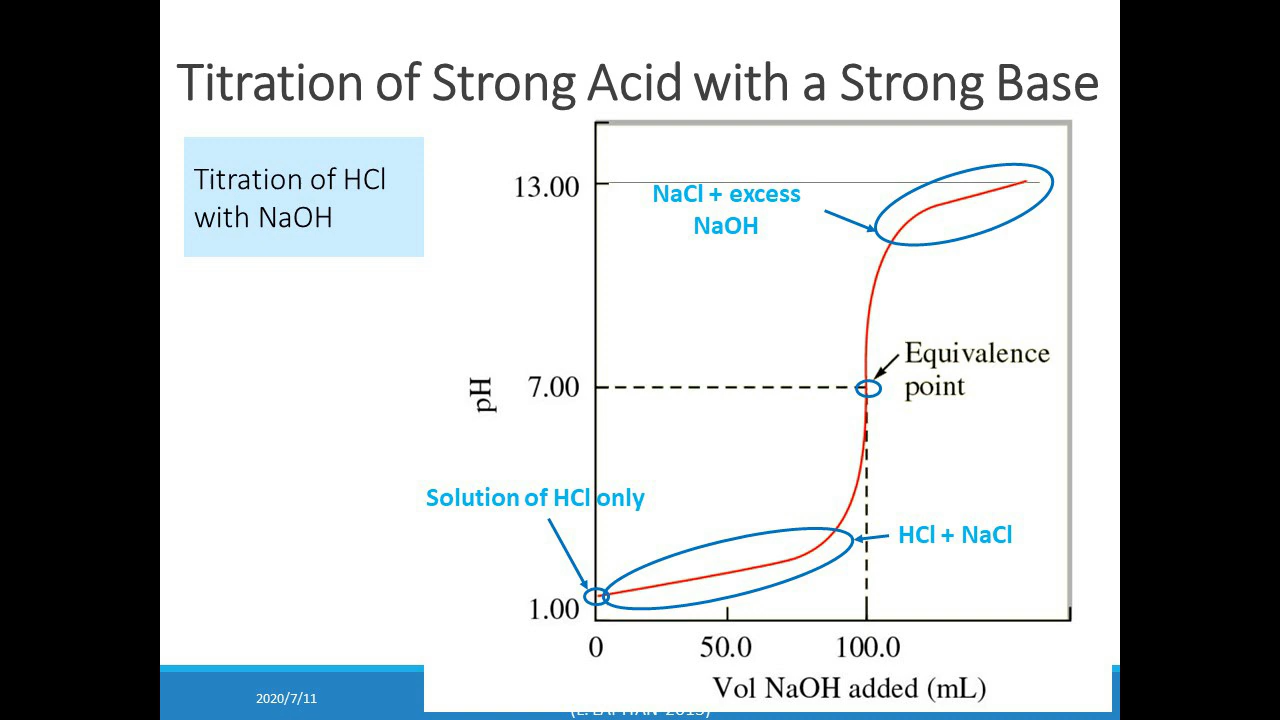 Titration of Strong Acid with a Strong Base
Titration of HCl
with NaOH
13.00
NaCl + excess
NaOH
Equivalence
point
pH
7.00
Solution of HCl only
HCl + NaCl
1.00
0
50.0
100.0
Vol NaOH added (mL)
2020/7/11